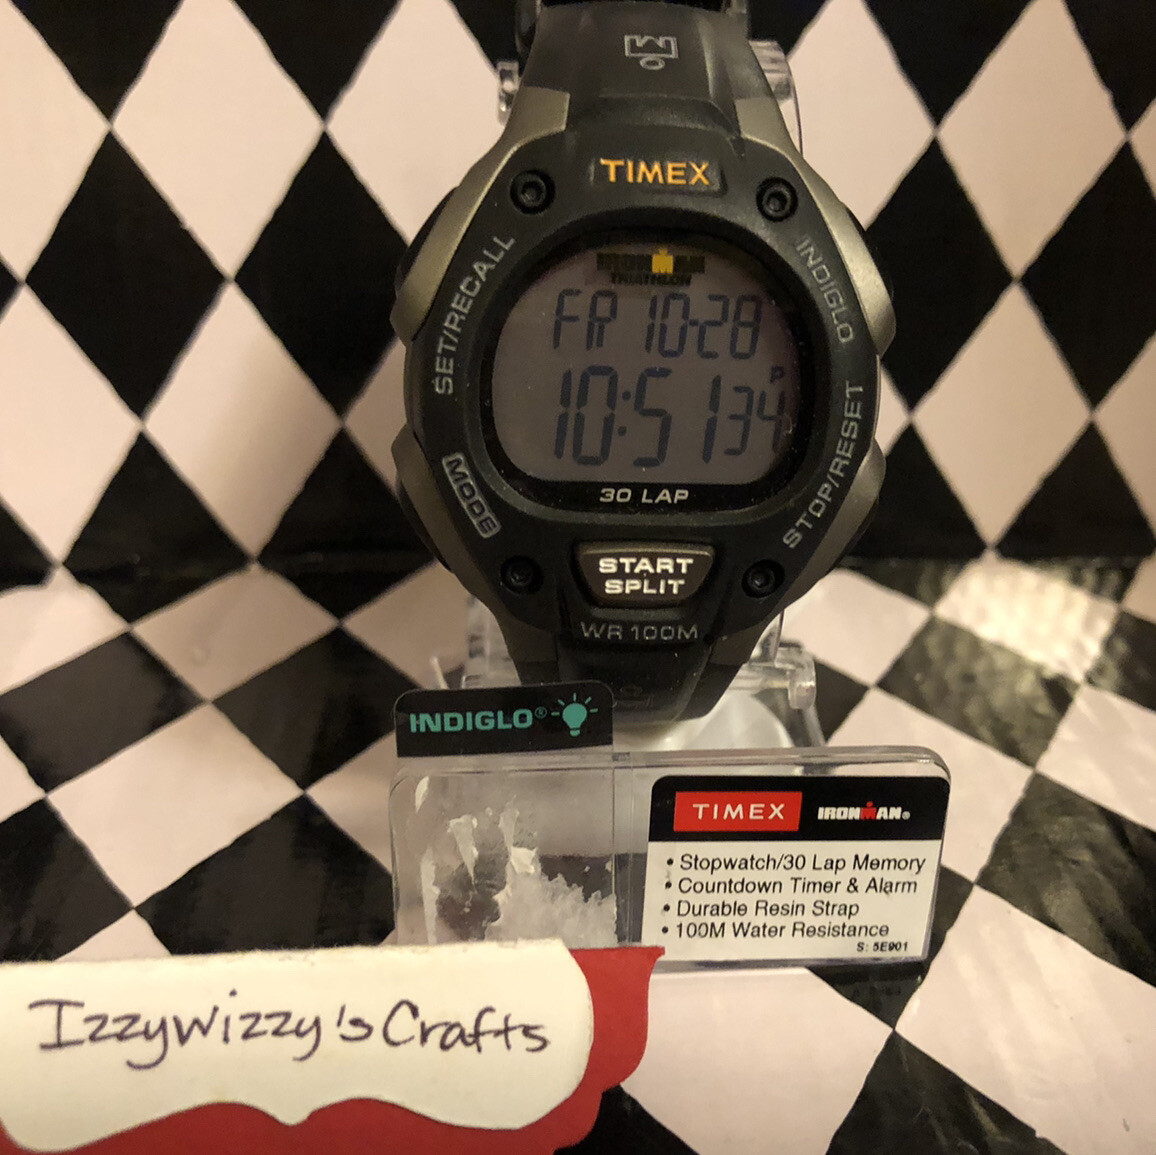 TIMEX
SET/RECALL
INDIGLO
IRONMAN
TRIATHLON
FR 10-28
P
10:51 34
MODE
STOP/RESET
30 LAP
START
SPLIT
WR 100M
INDIGLO®
TIMEX IRONMAN®
• Stopwatch/30 Lap Memory
• Countdown Timer & Alarm
• Durable Resin Strap
• 100M Water Resistance
S: 5E901
Izzywizzy's Crafts